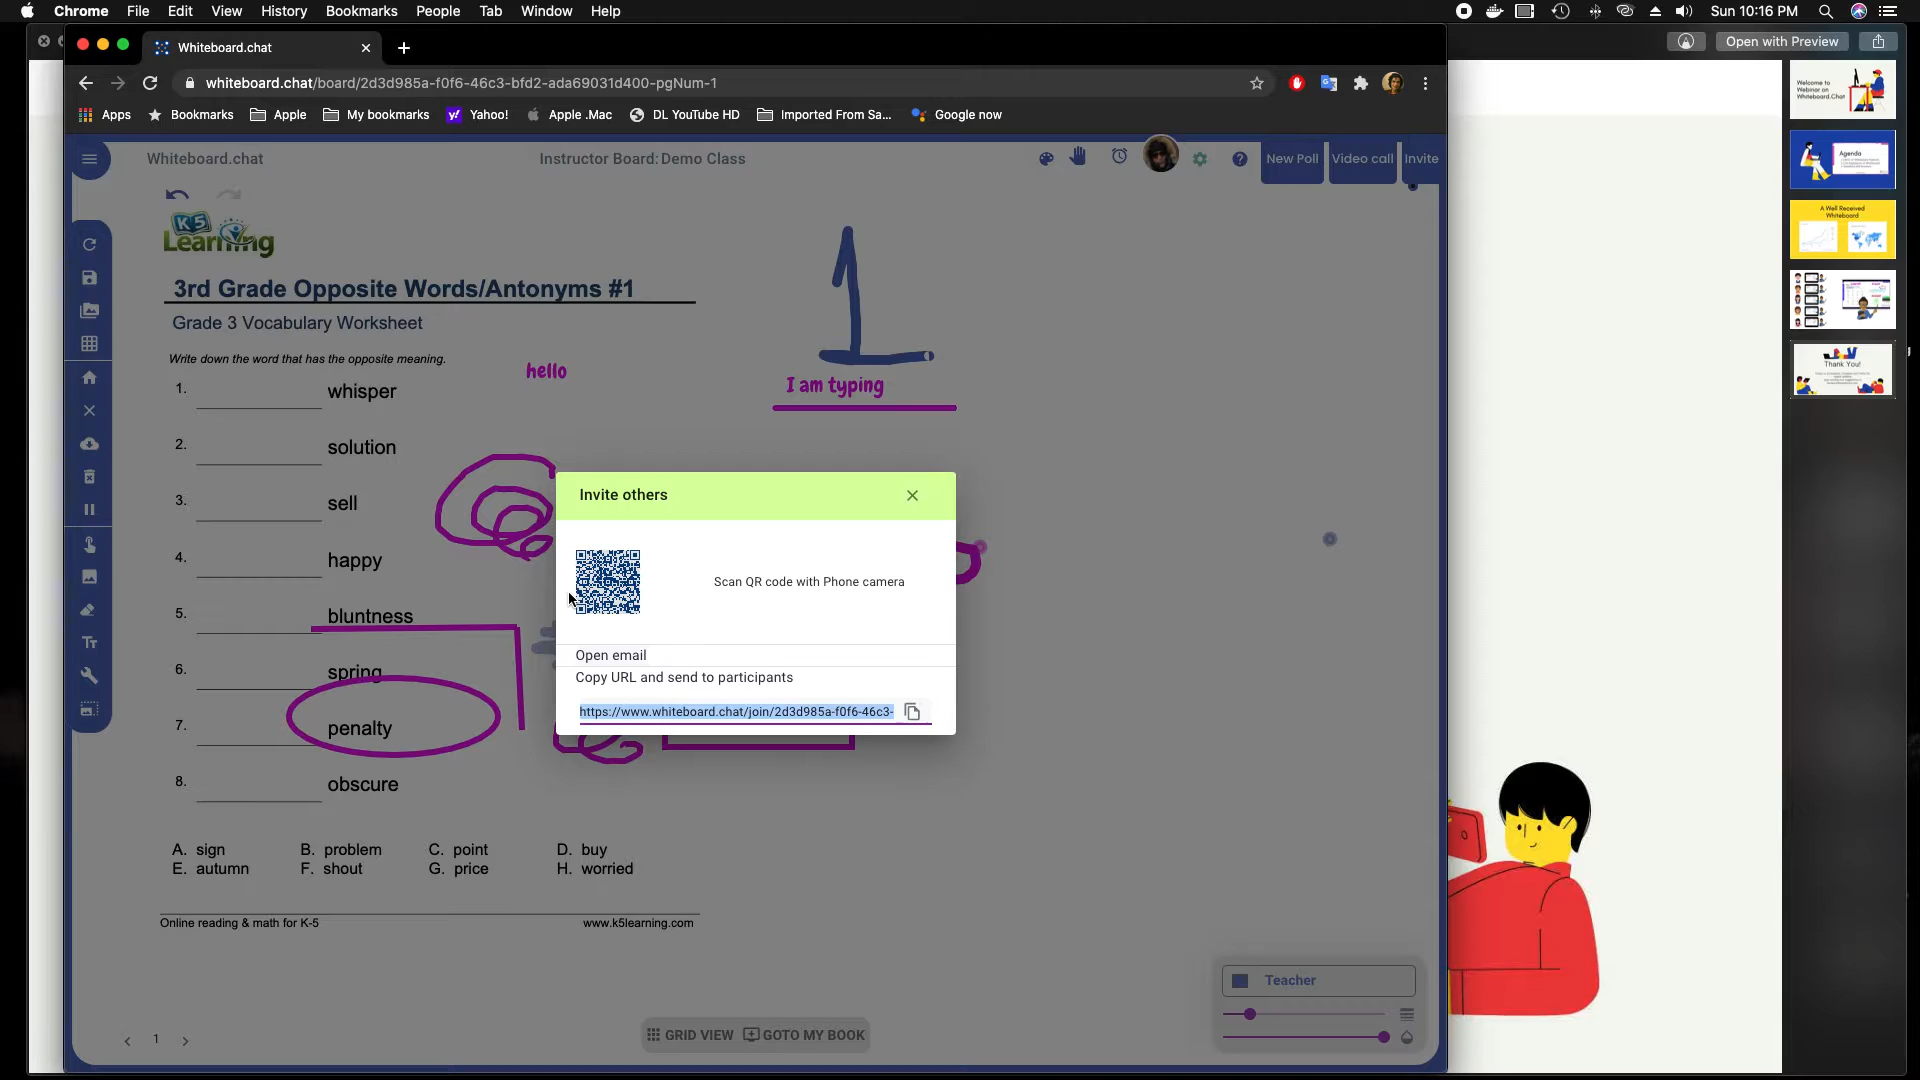 Chrome File Edit View History Bookmarks People Tab Window Help
Sun 10:16 PM
Open with Preview
Whiteboard.chat
whiteboard.chat/board/2d3d985a-f0f6-46c3-bfd2-ada69031d400-pgNum-1
Apps Bookmarks Apple My bookmarks Yahoo! Apple .Mac DL YouTube HD Imported From Sa... Google now
Whiteboard.chat
Instructor Board: Demo Class
New Poll
Video call
Invite
K5
Learning
3rd Grade Opposite Words/Antonyms #1
Grade 3 Vocabulary Worksheet
Write down the word that has the opposite meaning.
hello
1
I am typing
1. whisper
2. solution
3. sell
4. happy
5. bluntness
6. spring
7. penalty
8. obscure
A. sign B. problem C. point D. buy
E. autumn F. shout G. price H. worried
Online reading & math for K-5
www.k5learning.com
Invite others
Scan QR code with Phone camera
Open email
Copy URL and send to participants
https://www.whiteboard.chat/join/2d3d985a-f0f6-46c3-
Teacher
1
GRID VIEW
GOTO MY BOOK
Welcome to
Webinar on
Whiteboard.Chat
Agenda
A Well Received
Whiteboard
Thank You!